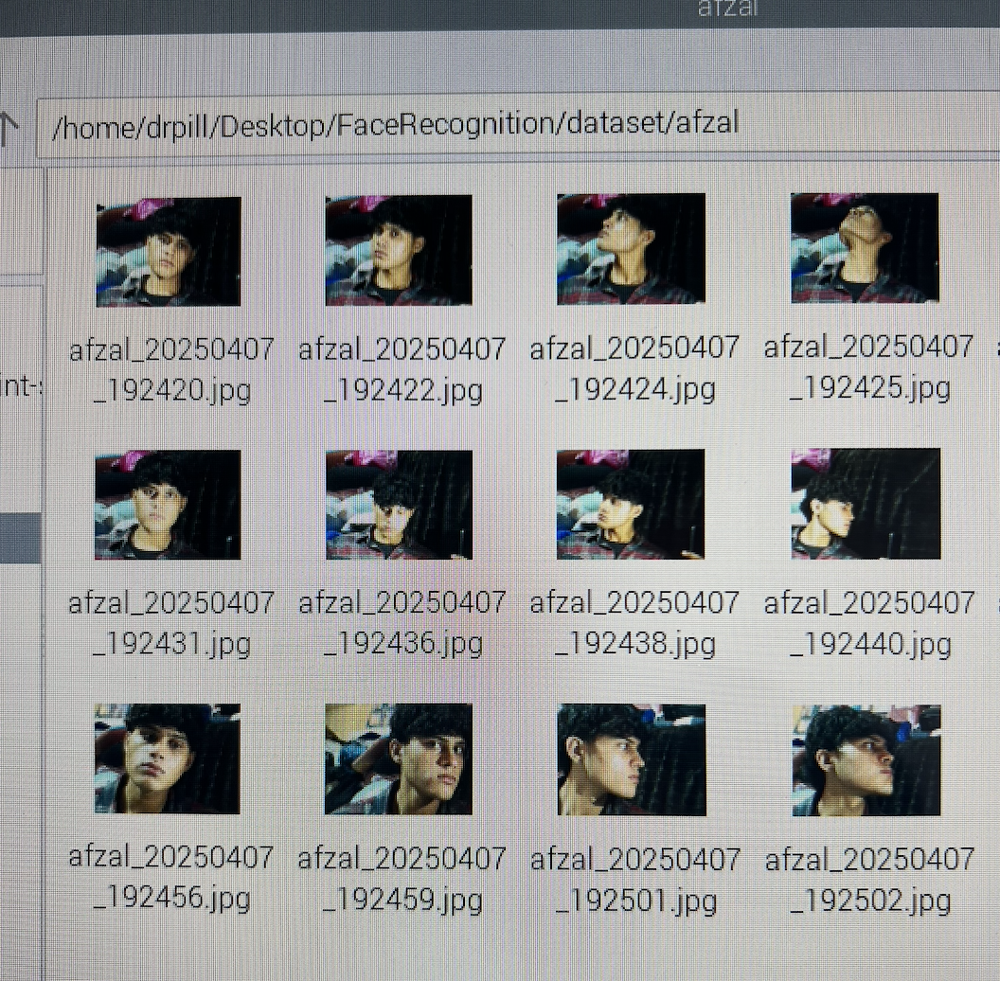 afzal
/home/drpill/Desktop/FaceRecognition/dataset/afzal
afzal_20250407 afzal_20250407 afzal_20250407 afzal_20250407
_192420.jpg _192422.jpg _192424.jpg _192425.jpg
int-
afzal_20250407 afzal_20250407 afzal_20250407 afzal_20250407
_192431.jpg _192436.jpg _192438.jpg _192440.jpg
afzal_20250407 afzal_20250407 afzal_20250407 afzal_20250407
_192456.jpg _192459.jpg _192501.jpg _192502.jpg